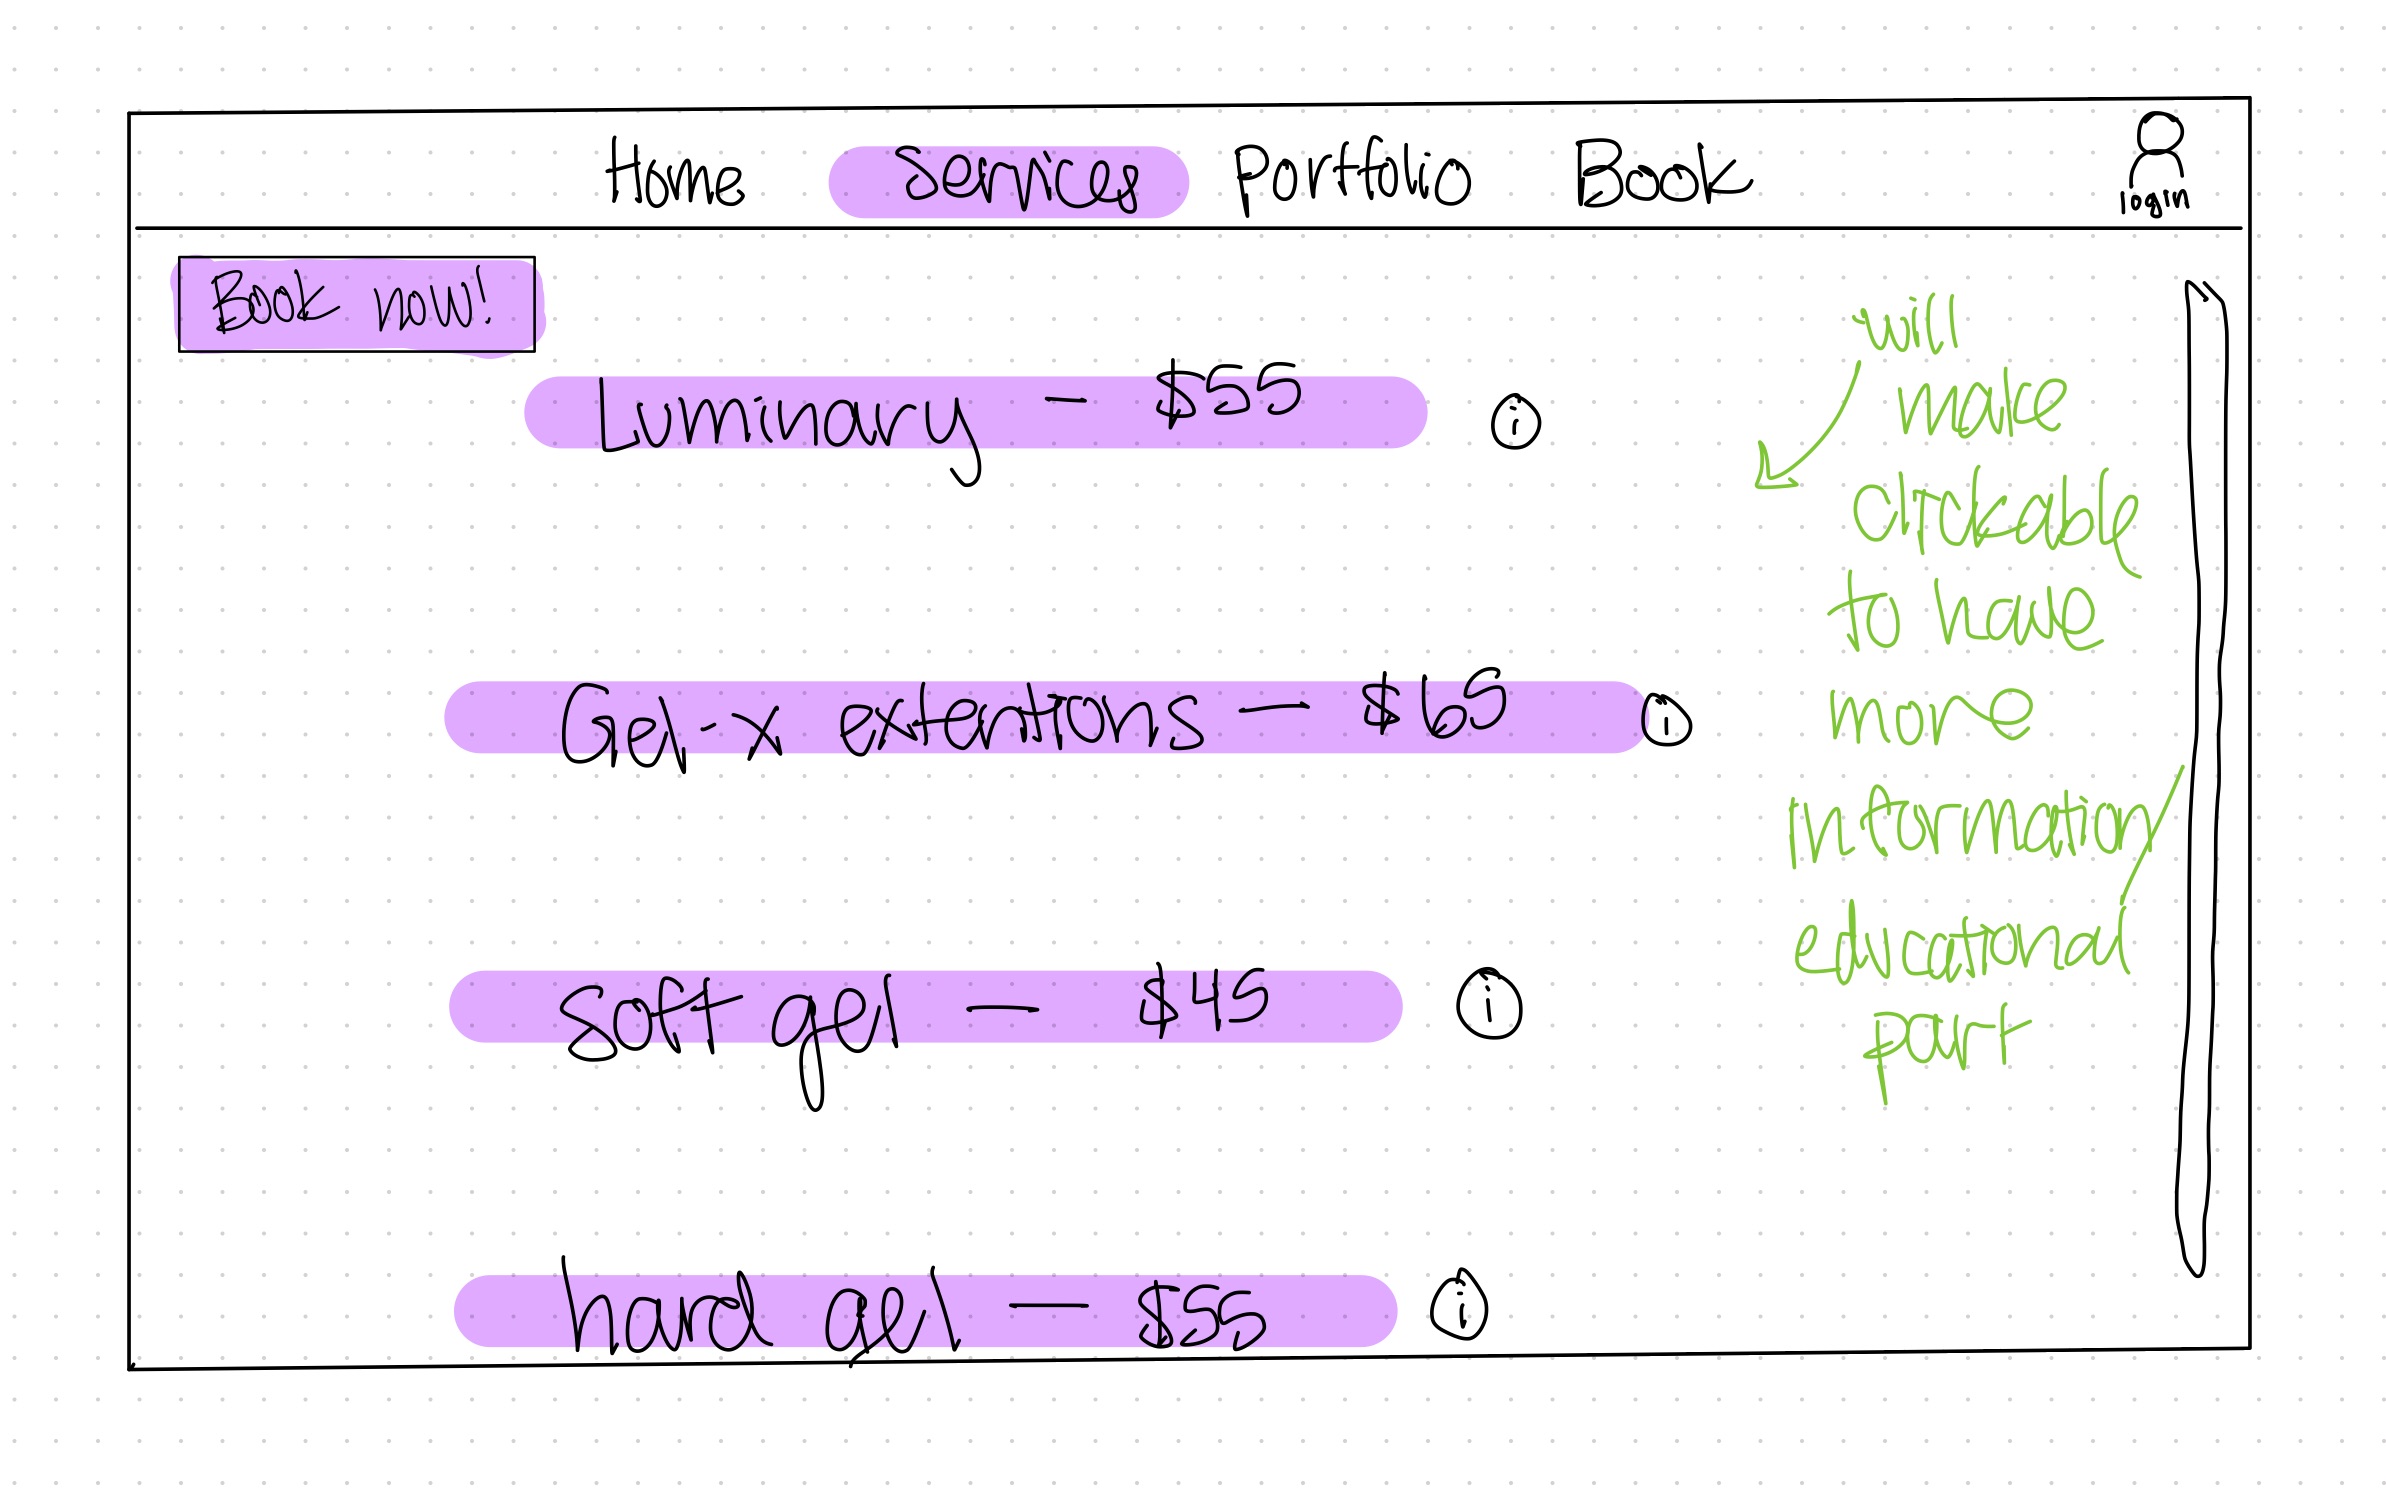 Home Services Portfolio Book
login
Book now!
Luminary — $55 i
Gel-x extentions — $65 i
Soft gel — $45 i
hard gel — $55 i
will
make
clickable
to have
more
information/
educational
part